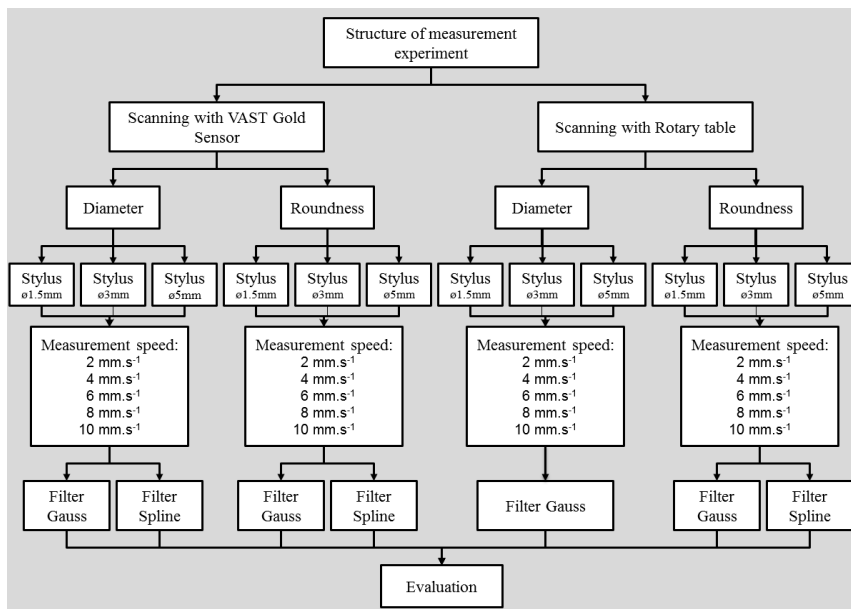 Structure of measurement
experiment
Scanning with VAST Gold
Sensor
Scanning with Rotary table
Diameter
Roundness
Diameter
Roundness
Stylus
ø1.5mm
Stylus
ø3mm
Stylus
ø5mm
Stylus
ø1.5mm
Stylus
ø3mm
Stylus
ø5mm
Stylus
ø1.5mm
Stylus
ø3mm
Stylus
ø5mm
Stylus
ø1.5mm
Stylus
ø3mm
Stylus
ø5mm
Measurement speed:
2 mm.s⁻¹
4 mm.s⁻¹
6 mm.s⁻¹
8 mm.s⁻¹
10 mm.s⁻¹
Measurement speed:
2 mm.s⁻¹
4 mm.s⁻¹
6 mm.s⁻¹
8 mm.s⁻¹
10 mm.s⁻¹
Measurement speed:
2 mm.s⁻¹
4 mm.s⁻¹
6 mm.s⁻¹
8 mm.s⁻¹
10 mm.s⁻¹
Measurement speed:
2 mm.s⁻¹
4 mm.s⁻¹
6 mm.s⁻¹
8 mm.s⁻¹
10 mm.s⁻¹
Filter
Gauss
Filter
Spline
Filter
Gauss
Filter
Spline
Filter Gauss
Filter
Gauss
Filter
Spline
Evaluation